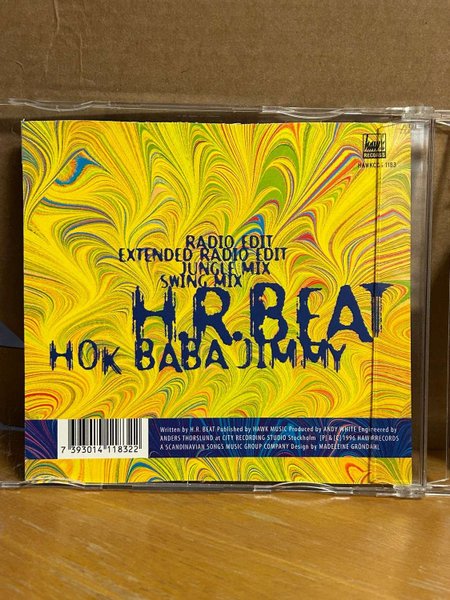 hawk
RECORDS
HAWKCD 1183
RADIO EDIT
EXTENDED RADIO EDIT
JUNGLE MIX
SWING MIX
H.R.BEAT
HOK BABA JIMMY
Written by H.R. BEAT Published by HAWK MUSIC Produced by ANDY WHITE Engineered by
ANDERS THORSLUND at CITY RECORDING STUDIO Stockholm [P] & [C] 1996 HAWK RECORDS
A SCANDINAVIAN SONGS MUSIC GROUP COMPANY Design by MADELEINE GRÖNDAHL
7 393014 118322